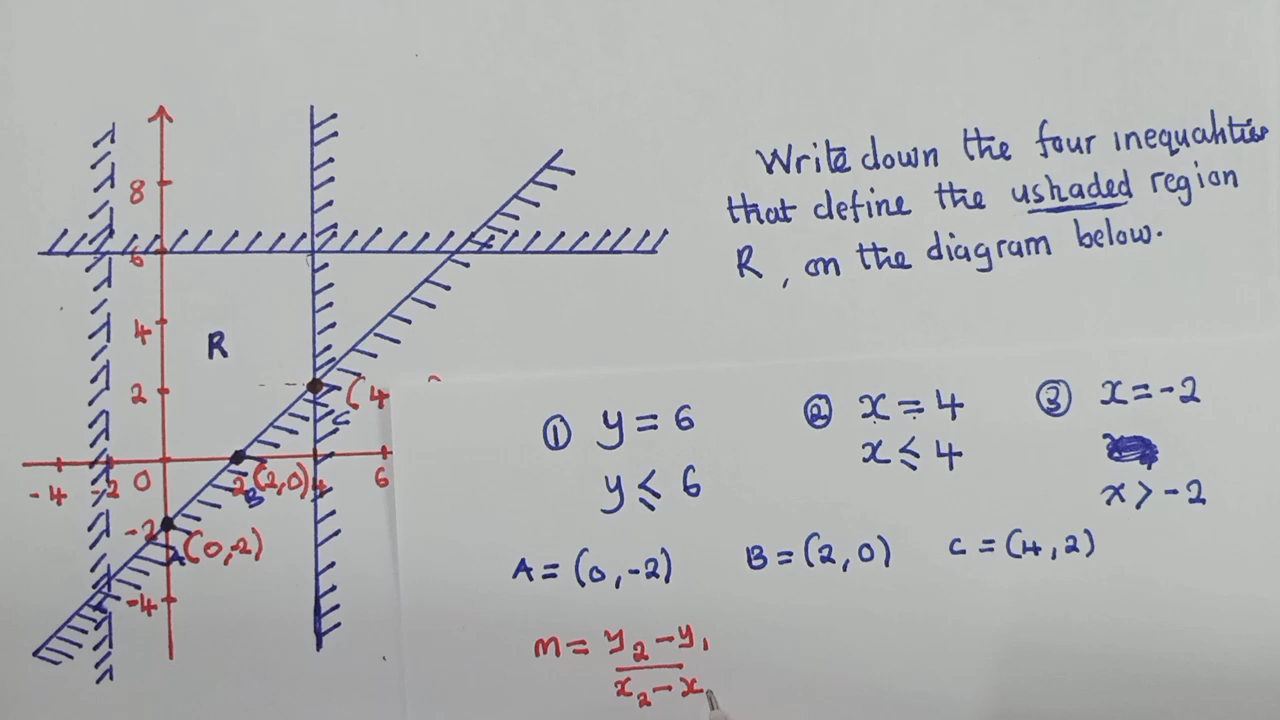 Write down the four inequalities
that define the ushaded region
R, on the diagram below.
8
6
4
2
0
-4
-2
2
4
6
-2
-4
R
(4
C
(2,0)
B
A(0,-2)
① y = 6
y ≤ 6
② x = 4
x ≤ 4
③ x = -2
x > -2
A = (0, -2)
B = (2, 0)
C = (4, 2)
m = y₂ - y₁
x₂ - x